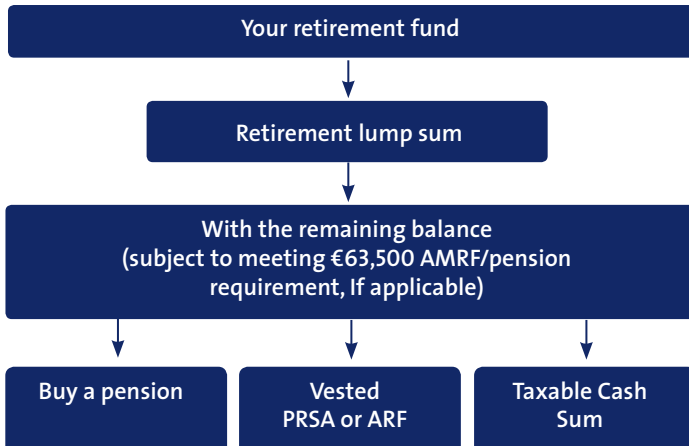 Your retirement fund
Retirement lump sum
With the remaining balance
(subject to meeting €63,500 AMRF/pension
requirement, If applicable)
Buy a pension
Vested
PRSA or ARF
Taxable Cash
Sum